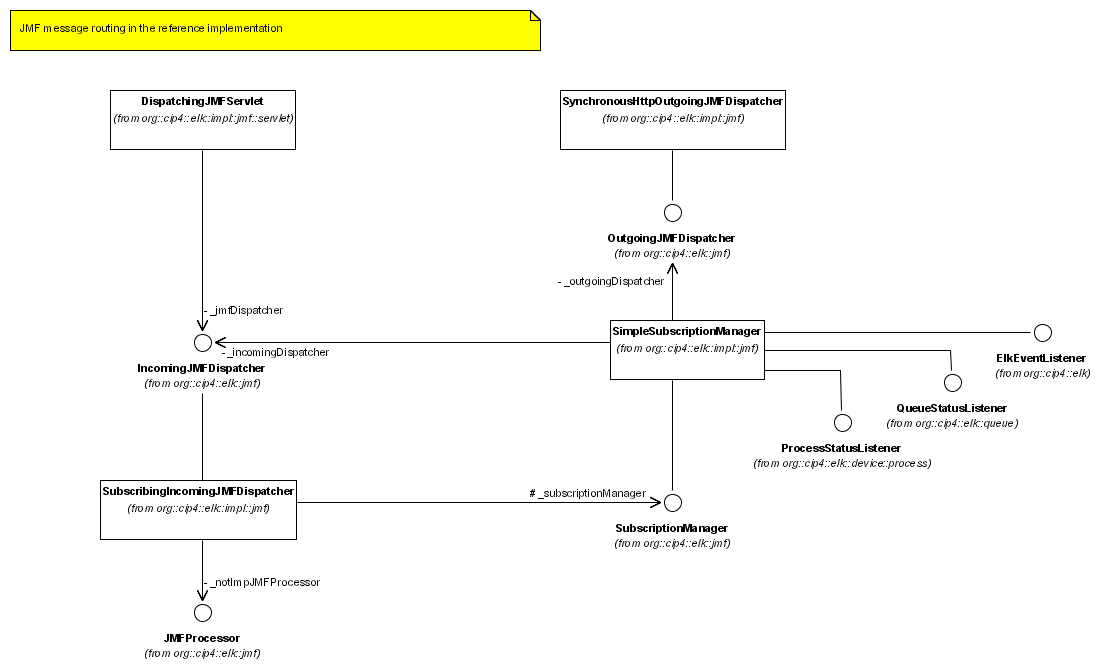 JMF message routing in the reference implementation
DispatchingJMFServlet
(from org::cip4::elk::impl::jmf::servlet)
SynchronousHttpOutgoingJMFDispatcher
(from org::cip4::elk::impl::jmf)
OutgoingJMFDispatcher
(from org::cip4::elk::jmf)
- _outgoingDispatcher
- _jmfDispatcher
SimpleSubscriptionManager
(from org::cip4::elk::impl::jmf)
- _incomingDispatcher
IncomingJMFDispatcher
(from org::cip4::elk::jmf)
ElkEventListener
(from org::cip4::elk)
QueueStatusListener
(from org::cip4::elk::queue)
ProcessStatusListener
(from org::cip4::elk::device::process)
SubscribingIncomingJMFDispatcher
(from org::cip4::elk::impl::jmf)
# _subscriptionManager
SubscriptionManager
(from org::cip4::elk::jmf)
- _notImpJMFProcessor
JMFProcessor
(from org::cip4::elk::jmf)